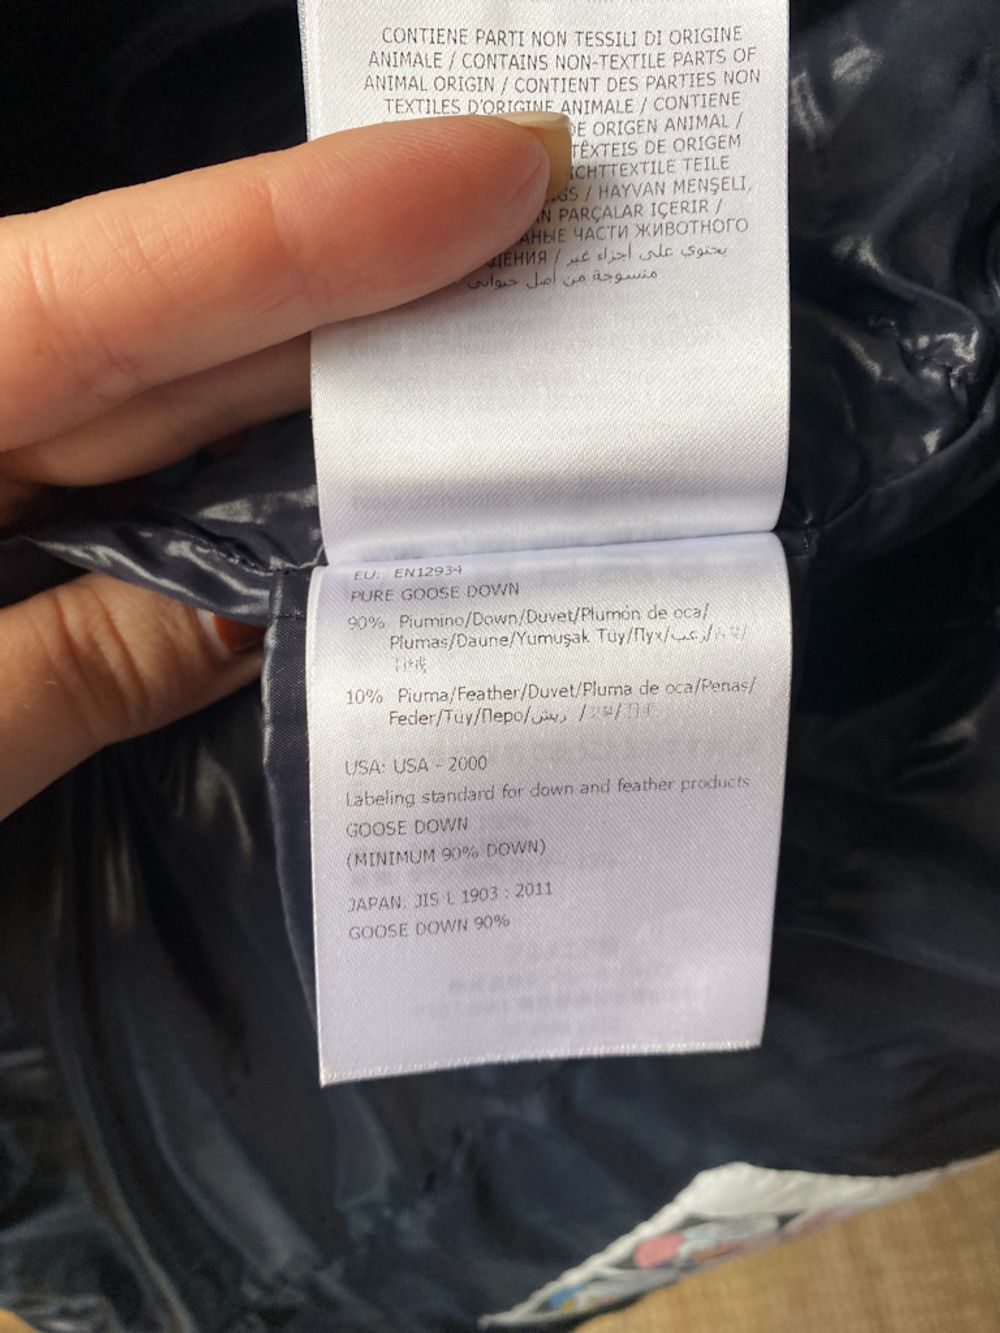 CONTIENE PARTI NON TESSILI DI ORIGINE
ANIMALE / CONTAINS NON-TEXTILE PARTS OF
ANIMAL ORIGIN / CONTIENT DES PARTIES NON
TEXTILES D'ORIGINE ANIMALE / CONTIENE
DE ORIGEN ANIMAL /
TÊXTEIS DE ORIGEM
ICHTTEXTILE TEILE
/ HAYVAN MENŞELİ,
PARÇALAR İÇERİR /
ЧАСТИ ЖИВОТНОГО
/ يحتوي على أجزاء غير
منسوجة من أصل حيواني
EU: EN12934
PURE GOOSE DOWN
90% Piumino/Down/Duvet/Plumón de oca/
Plumas/Daune/Yumuşak Tüy/Пух/زغب/
10% Piuma/Feather/Duvet/Pluma de oca/Penas/
Feder/Tüy/Перо/ريش /
USA: USA - 2000
Labeling standard for down and feather products
GOOSE DOWN
(MINIMUM 90% DOWN)
JAPAN: JIS L 1903 : 2011
GOOSE DOWN 90%